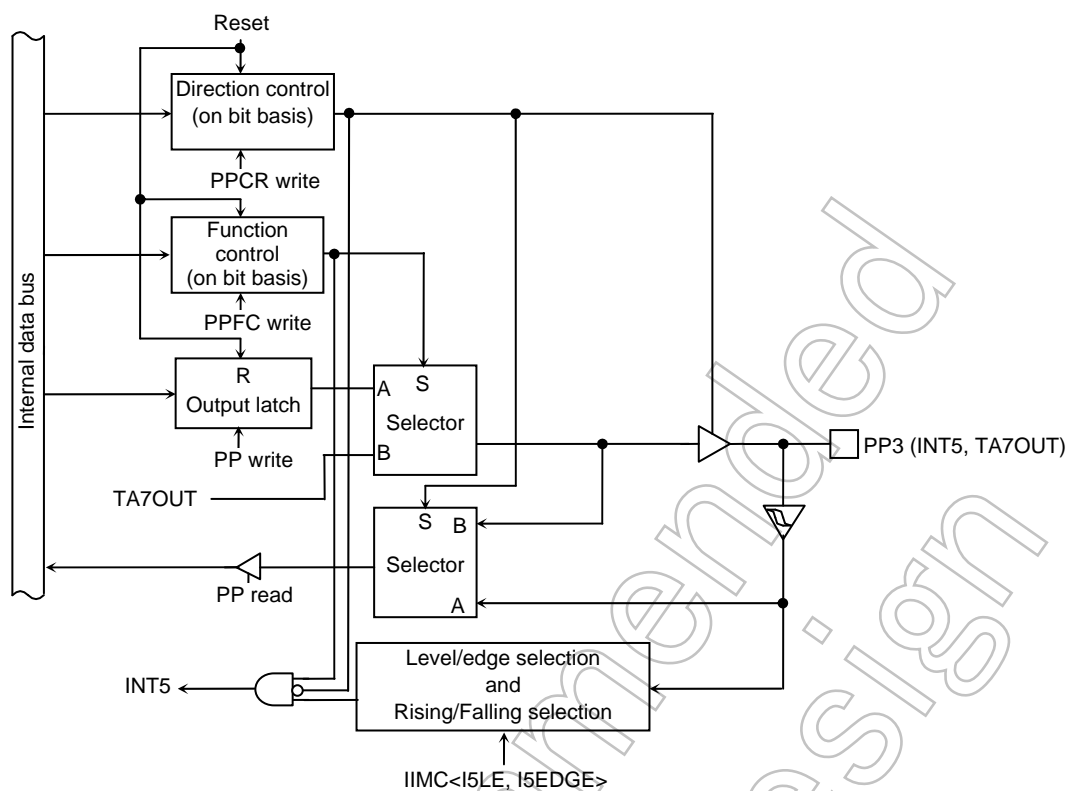 Reset
Direction control
(on bit basis)
PPCR write
Function
control
(on bit basis)
PPFC write
R
Output latch
PP write
TA7OUT
Internal data bus
A
S
Selector
B
PP3 (INT5, TA7OUT)
S
B
Selector
A
PP read
Level/edge selection
and
Rising/Falling selection
INT5
IIMC<I5LE, I5EDGE>
mended
esign